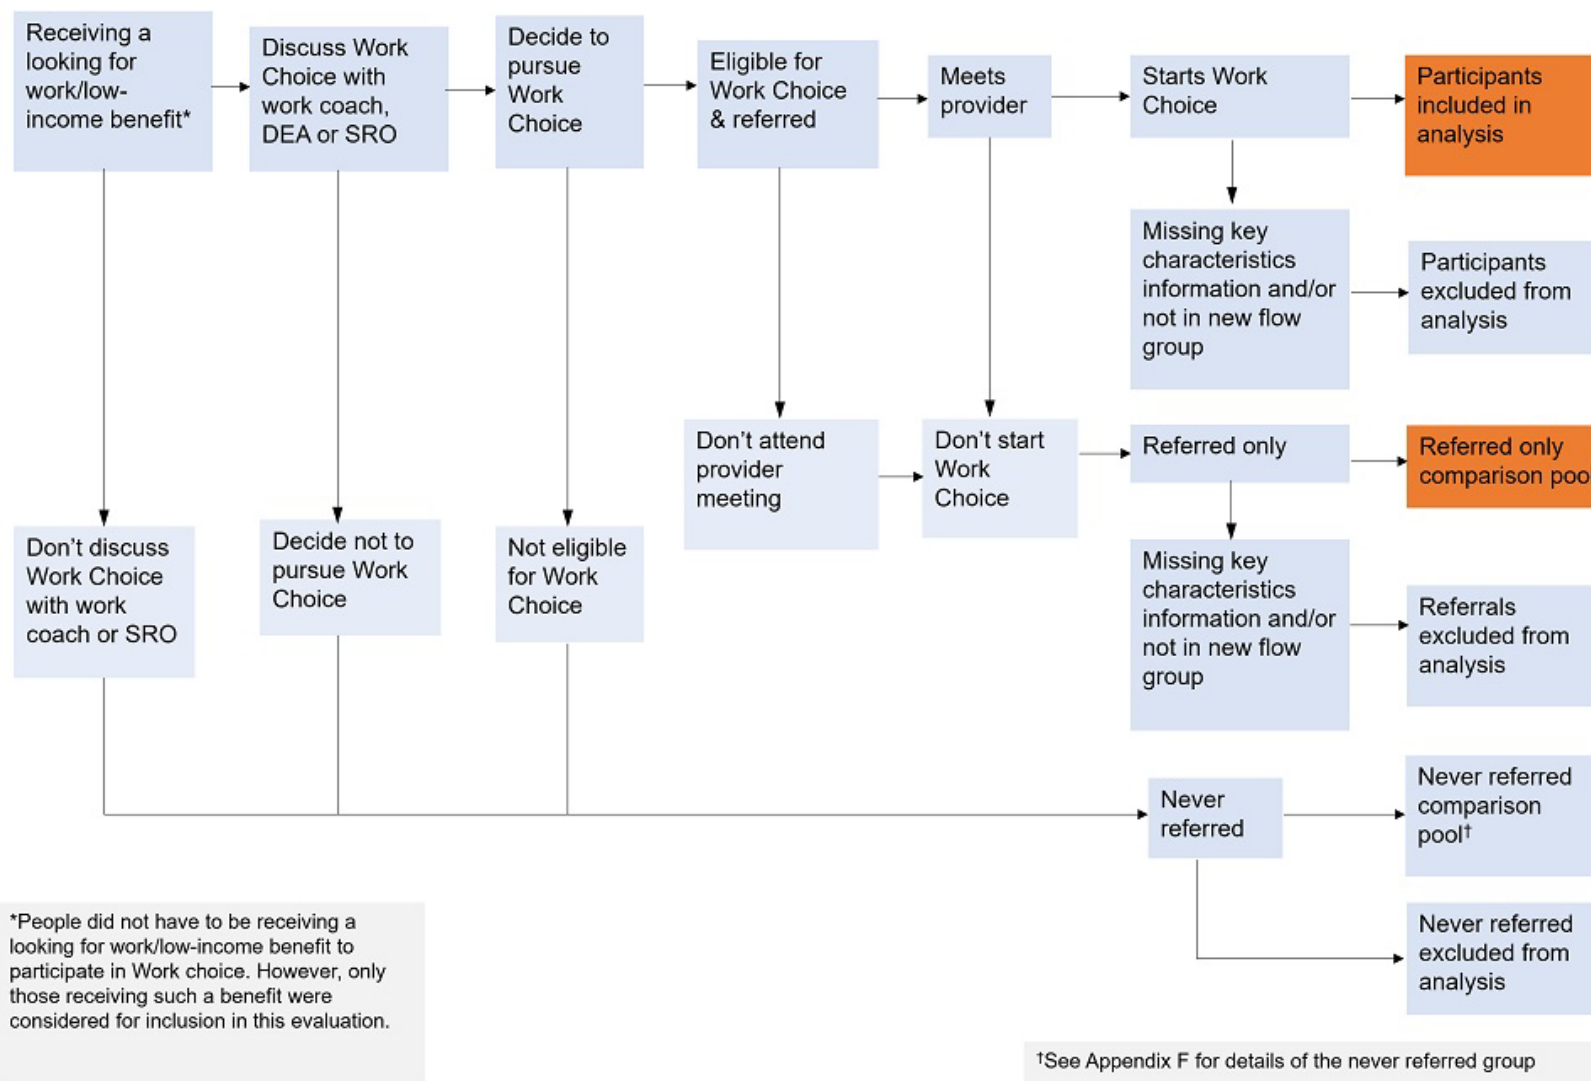 Receiving a
looking for
work/low-
income benefit*
Discuss Work
Choice with
work coach,
DEA or SRO
Decide to
pursue
Work
Choice
Eligible for
Work Choice
& referred
Meets
provider
Starts Work
Choice
Participants
included in
analysis
Missing key
characteristics
information and/or
not in new flow
group
Participants
excluded from
analysis
Don't attend
provider
meeting
Don't start
Work
Choice
Referred only
Referred only
comparison poo
Don't discuss
Work Choice
with work
coach or SRO
Decide not to
pursue Work
Choice
Not eligible
for Work
Choice
Missing key
characteristics
information and/or
not in new flow
group
Referrals
excluded from
analysis
Never
referred
Never referred
comparison
pool†
Never referred
excluded from
analysis
*People did not have to be receiving a
looking for work/low-income benefit to
participate in Work choice. However, only
those receiving such a benefit were
considered for inclusion in this evaluation.
†See Appendix F for details of the never referred group